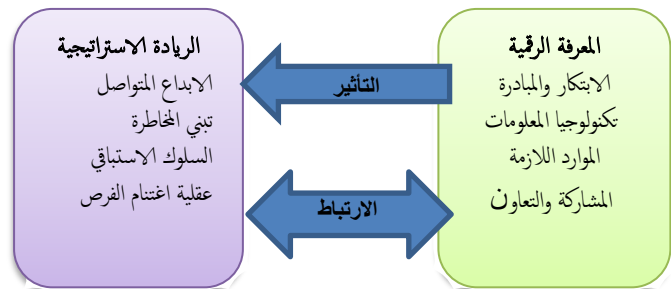 المعرفة الرقمية
الابتكار والمبادرة
تكنولوجيا المعلومات
الموارد اللازمة
المشاركة والتعاون
التأثير
الارتباط
الريادة الاستراتيجية
الابداع المتواصل
تبني المخاطرة
السلوك الاستباقي
عقلية اغتنام الفرص